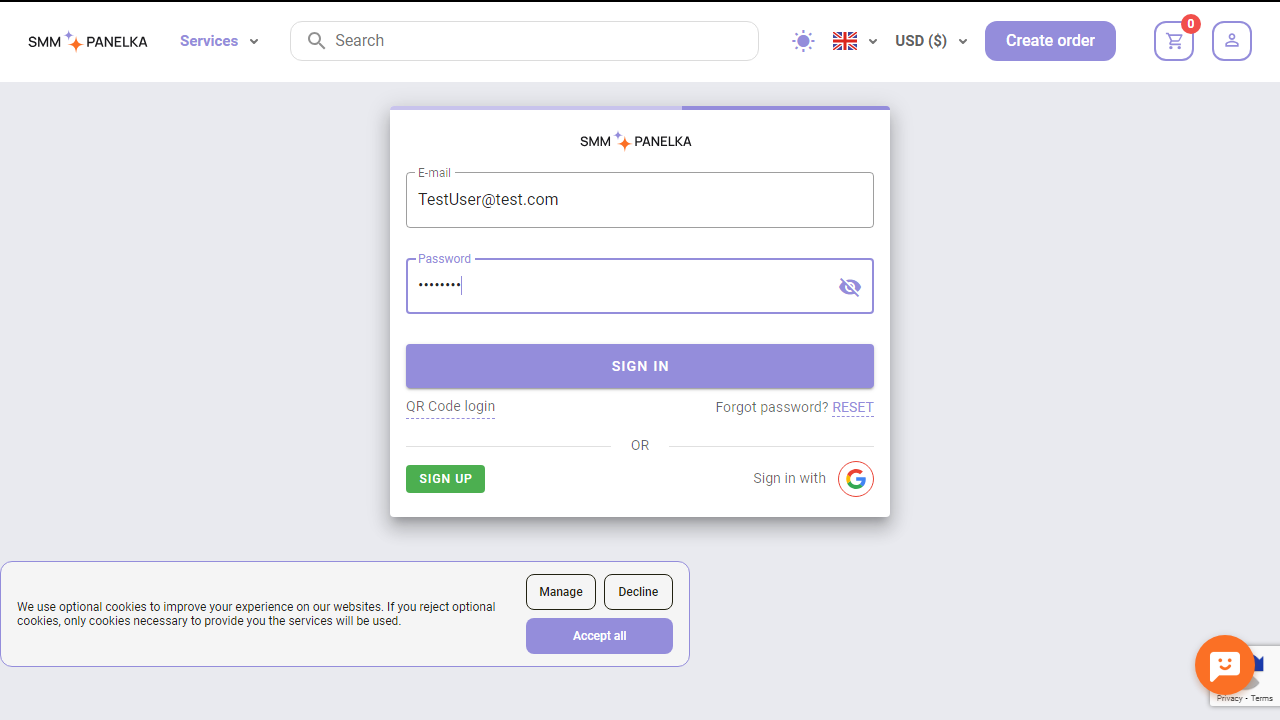 SMM PANELKA
Services
Search
USD ($)
Create order
0
SMM PANELKA
E-mail
TestUser@test.com
Password
••••••••
SIGN IN
QR Code login
Forgot password? RESET
OR
SIGN UP
Sign in with
We use optional cookies to improve your experience on our websites. If you reject optional
cookies, only cookies necessary to provide you the services will be used.
Manage
Decline
Accept all
Privacy - Terms